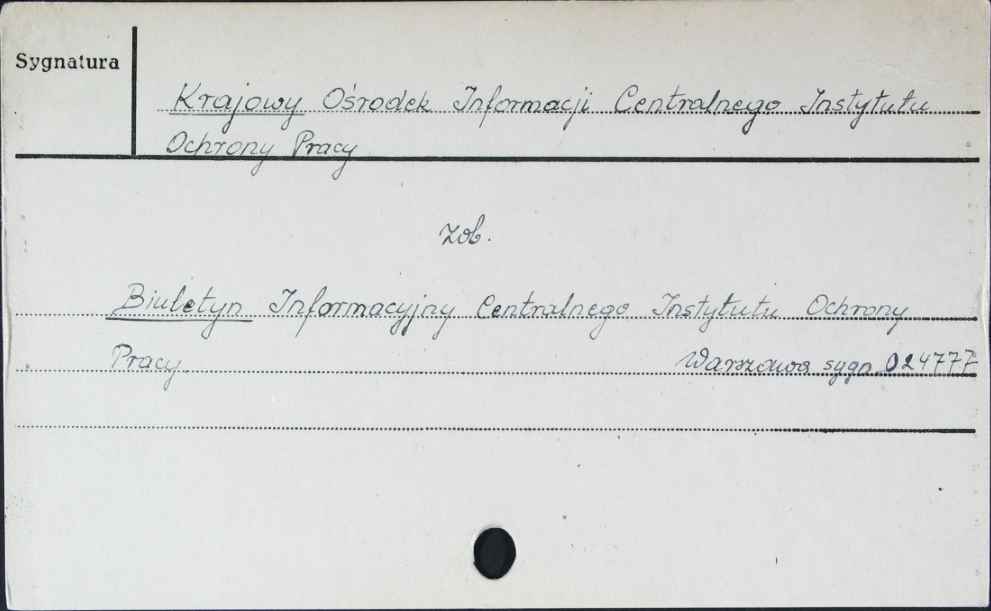 Sygnatura
Krajowy Ośrodek Informacji Centralnego Instytutu
Ochrony Pracy
zob.
Biuletyn Informacyjny Centralnego Instytutu Ochrony
Pracy Warszawa sygn. 024777